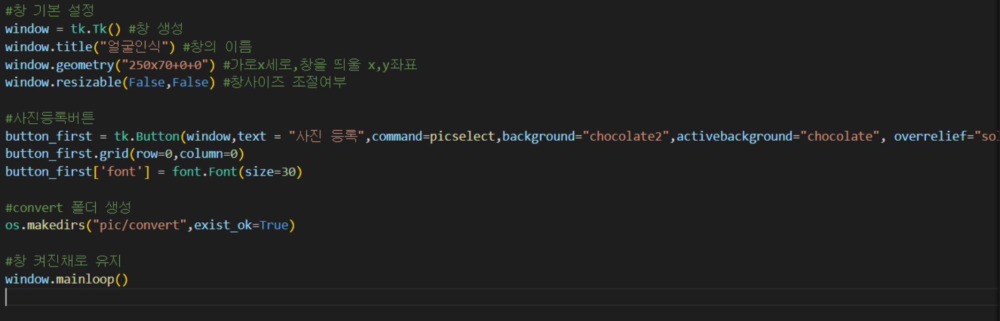 #창 기본 설정
window = tk.Tk() #창 생성
window.title("얼굴인식") #창의 이름
window.geometry("250x70+0+0") #가로x세로,창을 띄울 x,y좌표
window.resizable(False,False) #창사이즈 조절여부
#사진등록버튼
button_first = tk.Button(window,text = "사진 등록",command=picselect,background="chocolate2",activebackground="chocolate", overrelief="so
button_first.grid(row=0,column=0)
button_first['font'] = font.Font(size=30)
#convert 폴더 생성
os.makedirs("pic/convert",exist_ok=True)
#창 켜진채로 유지
window.mainloop()